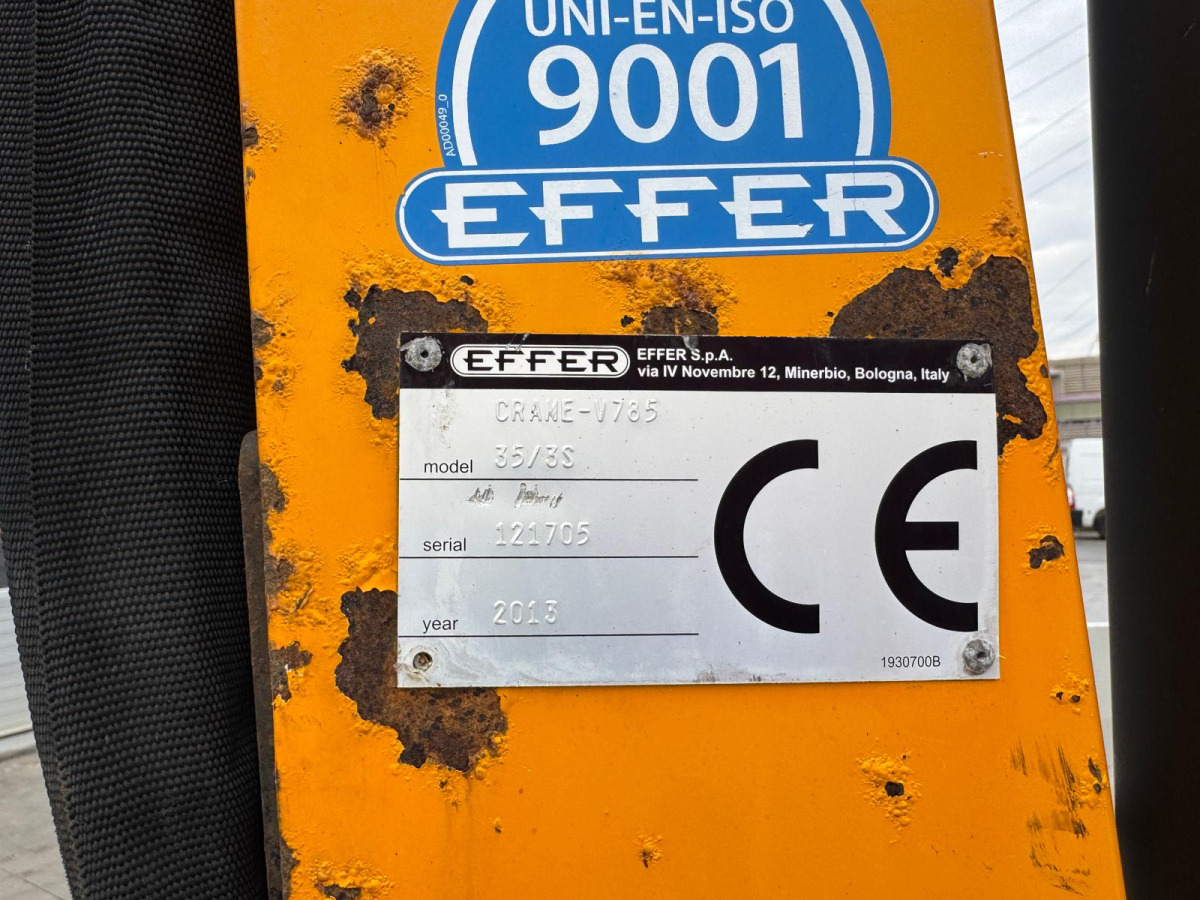 UNI-EN-ISO
9001
AD00049_0
EFFER
EFFER
EFFER S.p.A.
via IV Novembre 12, Minerbio, Bologna, Italy
CRANE-V785
model 35/3S
serial 121705
year 2013
1930700B
CE